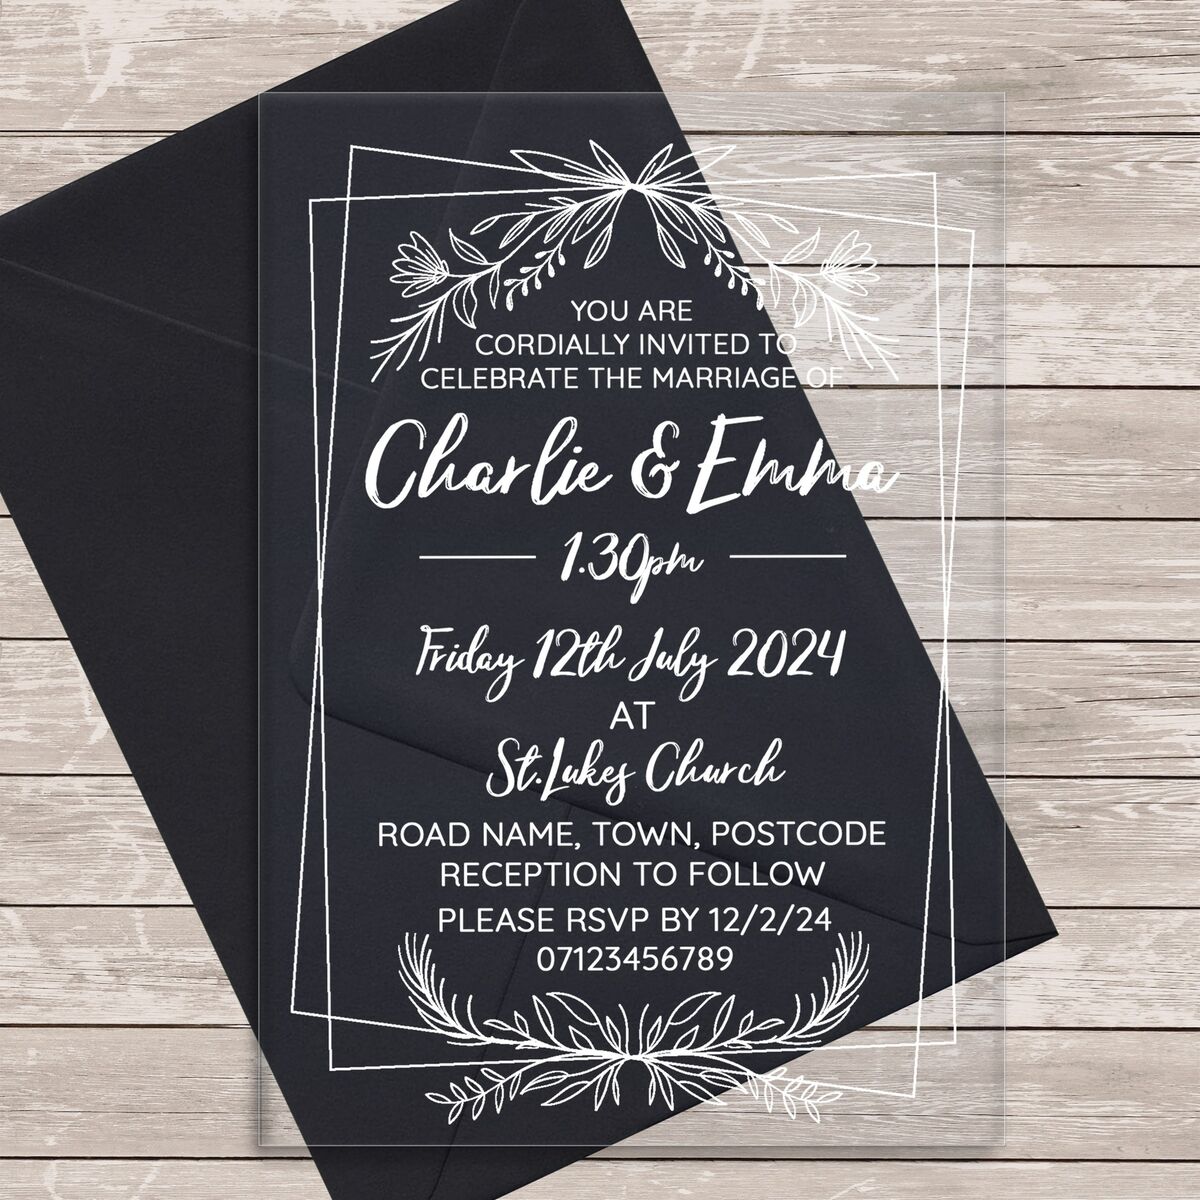 YOU ARE
CORDIALLY INVITED TO
CELEBRATE THE MARRIAGE OF
Charlie & Emma
1.30pm
Friday 12th July 2024
AT
St.Lukes Church
ROAD NAME, TOWN, POSTCODE
RECEPTION TO FOLLOW
PLEASE RSVP BY 12/2/24
07123456789